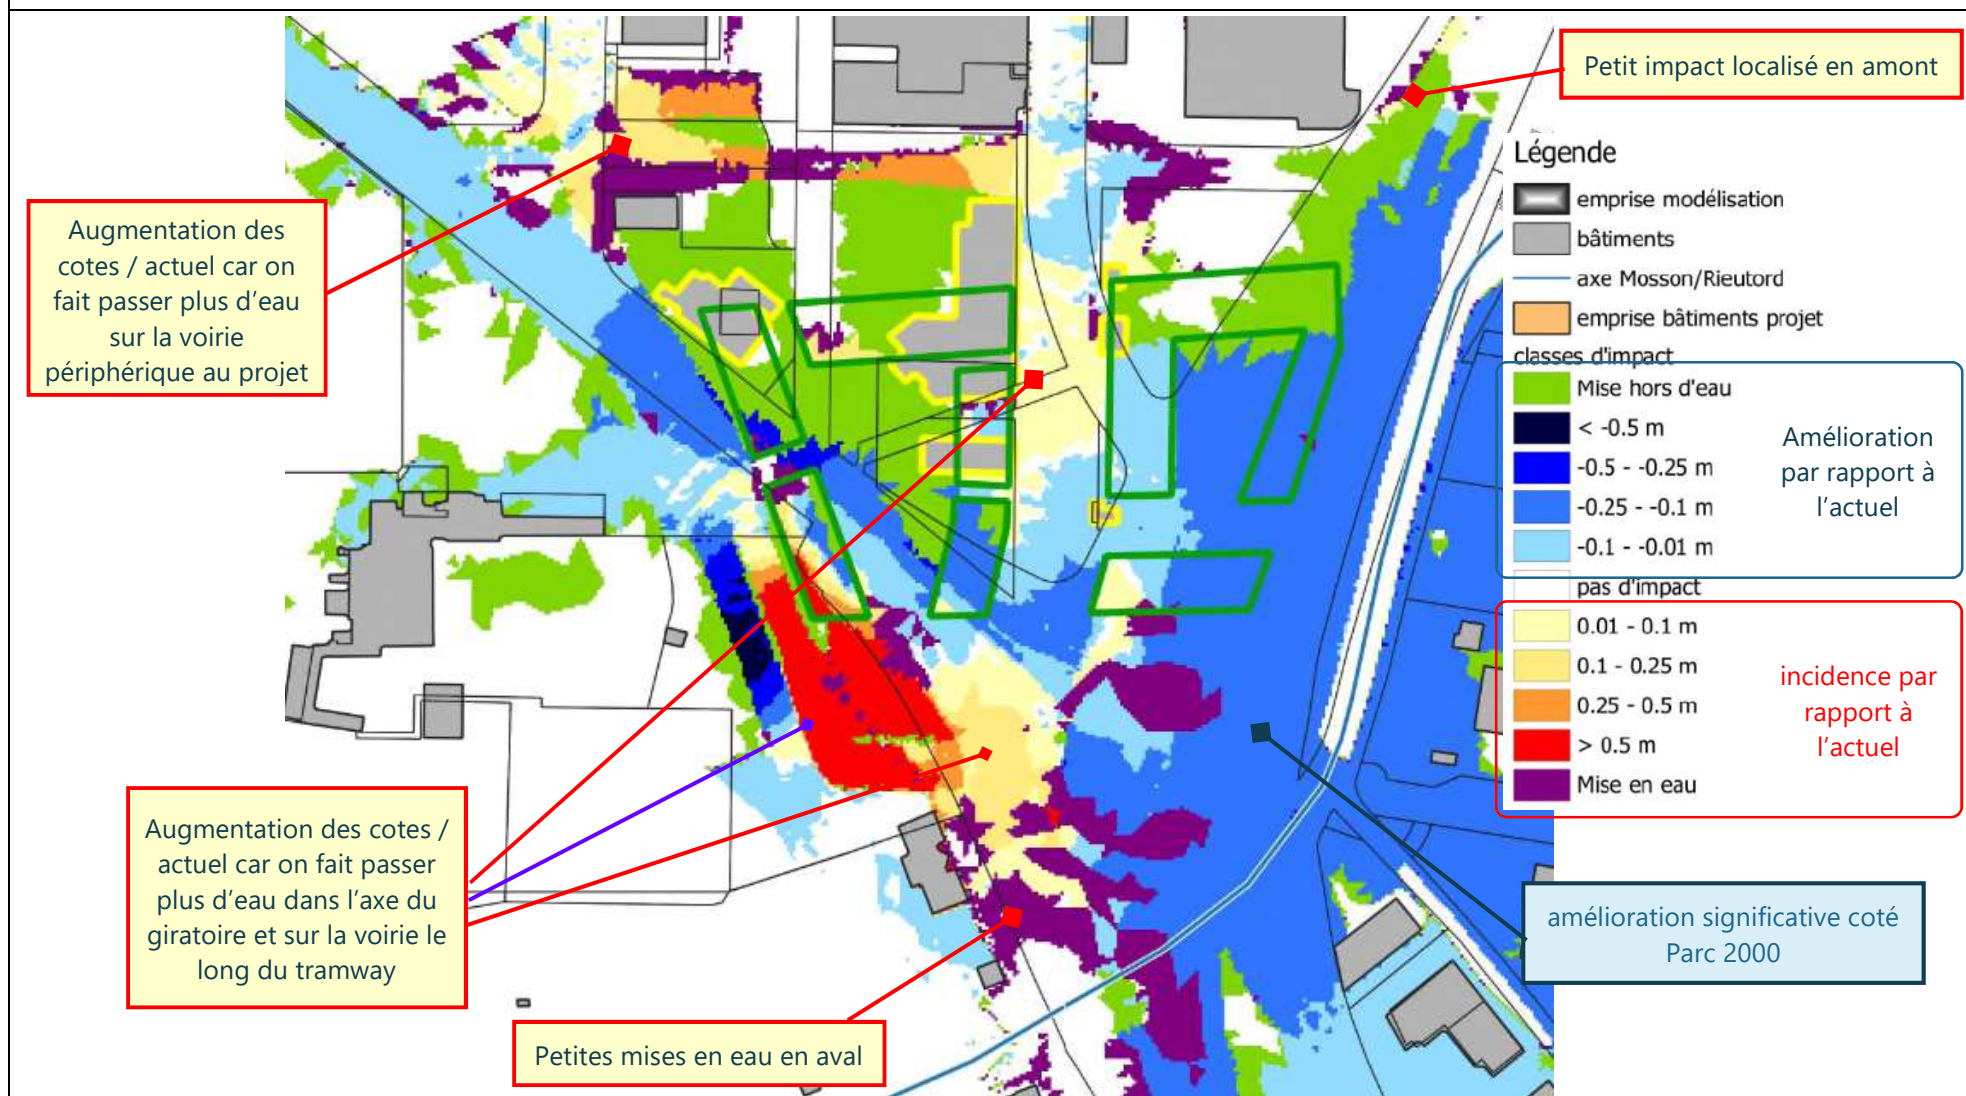 Petit impact localisé en amont
Légende
emprise modélisation
bâtiments
axe Mosson/Rieutord
emprise bâtiments projet
classes d'impact
Mise hors d'eau
< -0.5 m
-0.5 - -0.25 m
-0.25 - -0.1 m
-0.1 - -0.01 m
pas d'impact
0.01 - 0.1 m
0.1 - 0.25 m
0.25 - 0.5 m
> 0.5 m
Mise en eau
Amélioration
par rapport à
l'actuel
incidence par
rapport à
l'actuel
Augmentation des
cotes / actuel car on
fait passer plus d'eau
sur la voirie
périphérique au projet
Augmentation des cotes /
actuel car on fait passer
plus d'eau dans l'axe du
giratoire et sur la voirie le
long du tramway
amélioration significative coté
Parc 2000
Petites mises en eau en aval